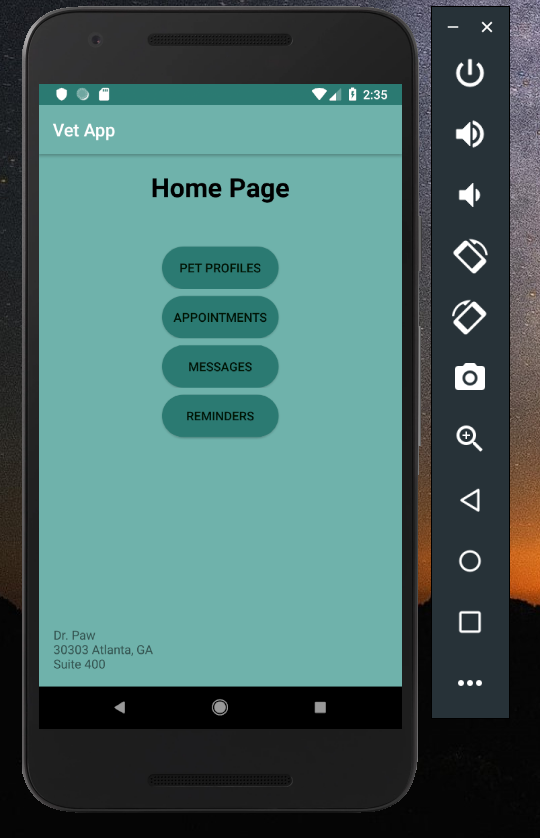 2:35
Vet App
Home Page
PET PROFILES
APPOINTMENTS
MESSAGES
REMINDERS
Dr. Paw
30303 Atlanta, GA
Suite 400